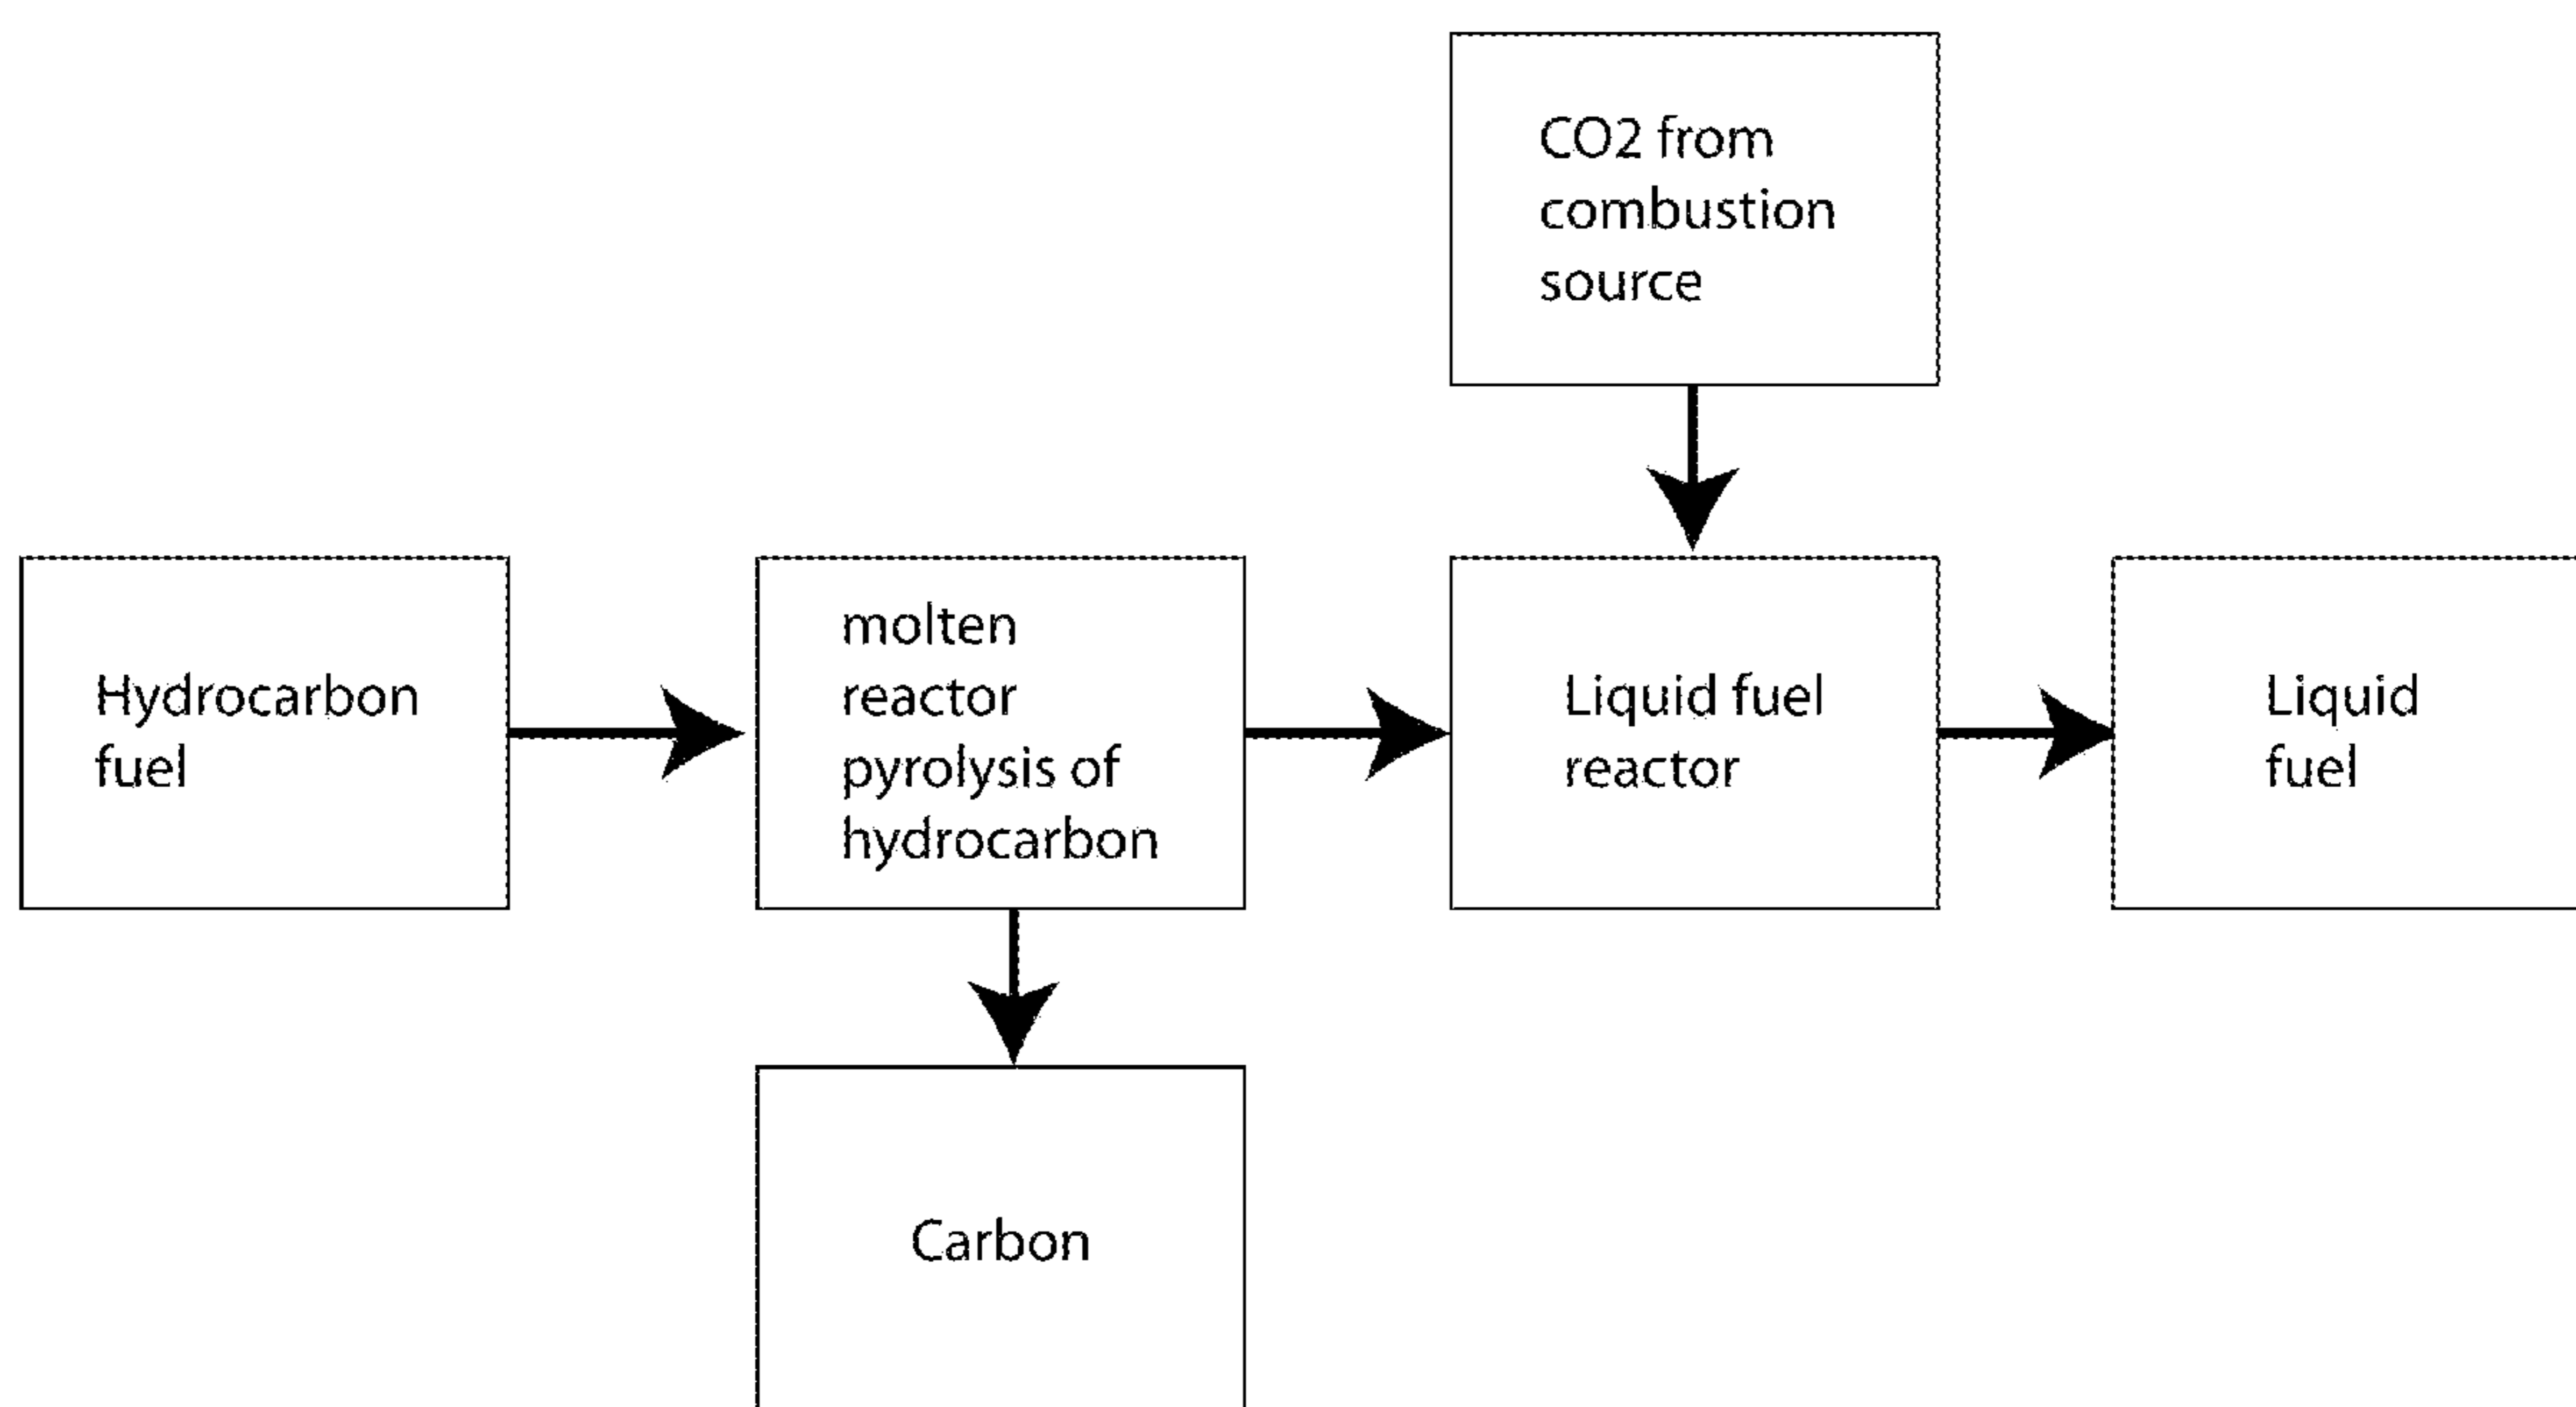 CO2 from
combustion
source
Hydrocarbon
fuel
molten
reactor
pyrolysis of
hydrocarbon
Liquid fuel
reactor
Liquid
fuel
Carbon